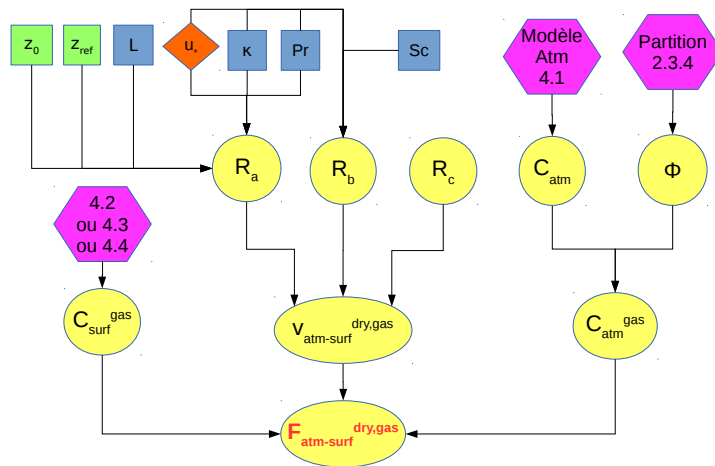 z0
zref
L
u*
κ
Pr
Sc
Modèle
Atm
4.1
Partition
2.3.4
Ra
Rb
Rc
Catm
Φ
4.2
ou 4.3
ou 4.4
Csurf gas
vatm-surf dry,gas
Catm gas
Fatm-surf dry,gas